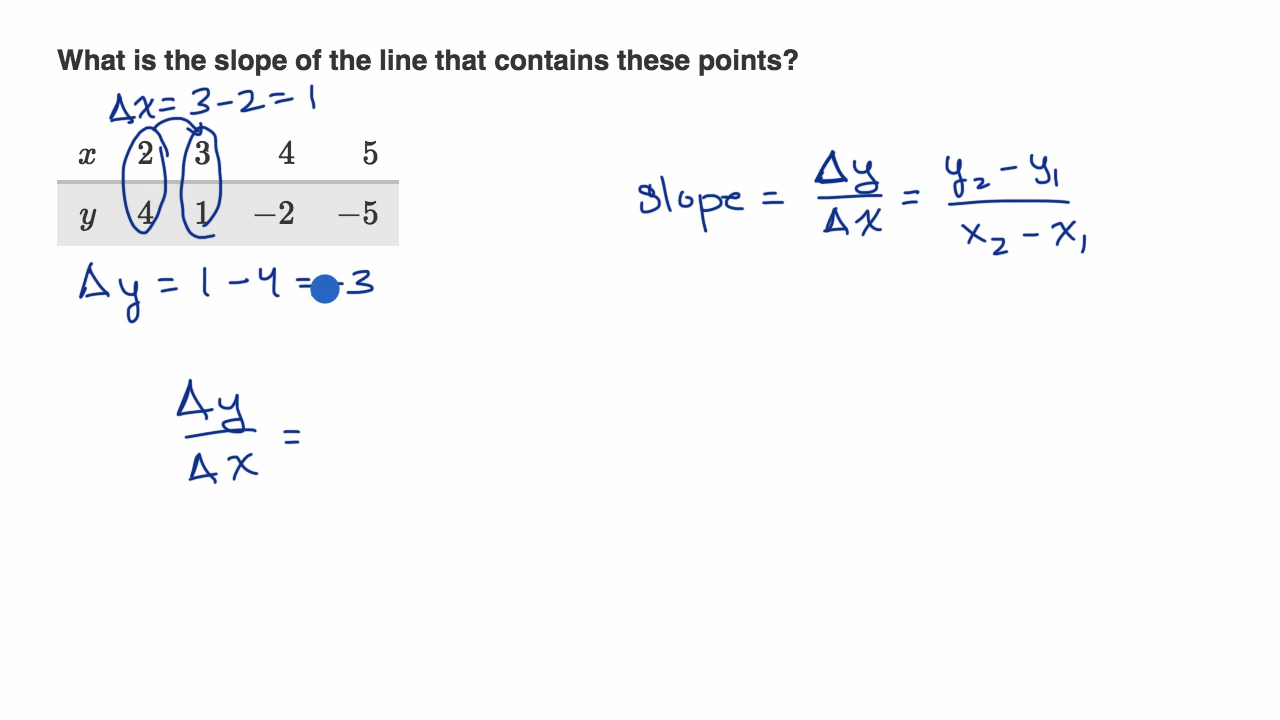 What is the slope of the line that contains these points?
Δx = 3 - 2 = 1
x 2 3 4 5
y 4 1 −2 −5
Δy = 1 - 4 = -3
slope = Δy/Δx = y₂ - y₁/x₂ - x₁
Δy
Δx =